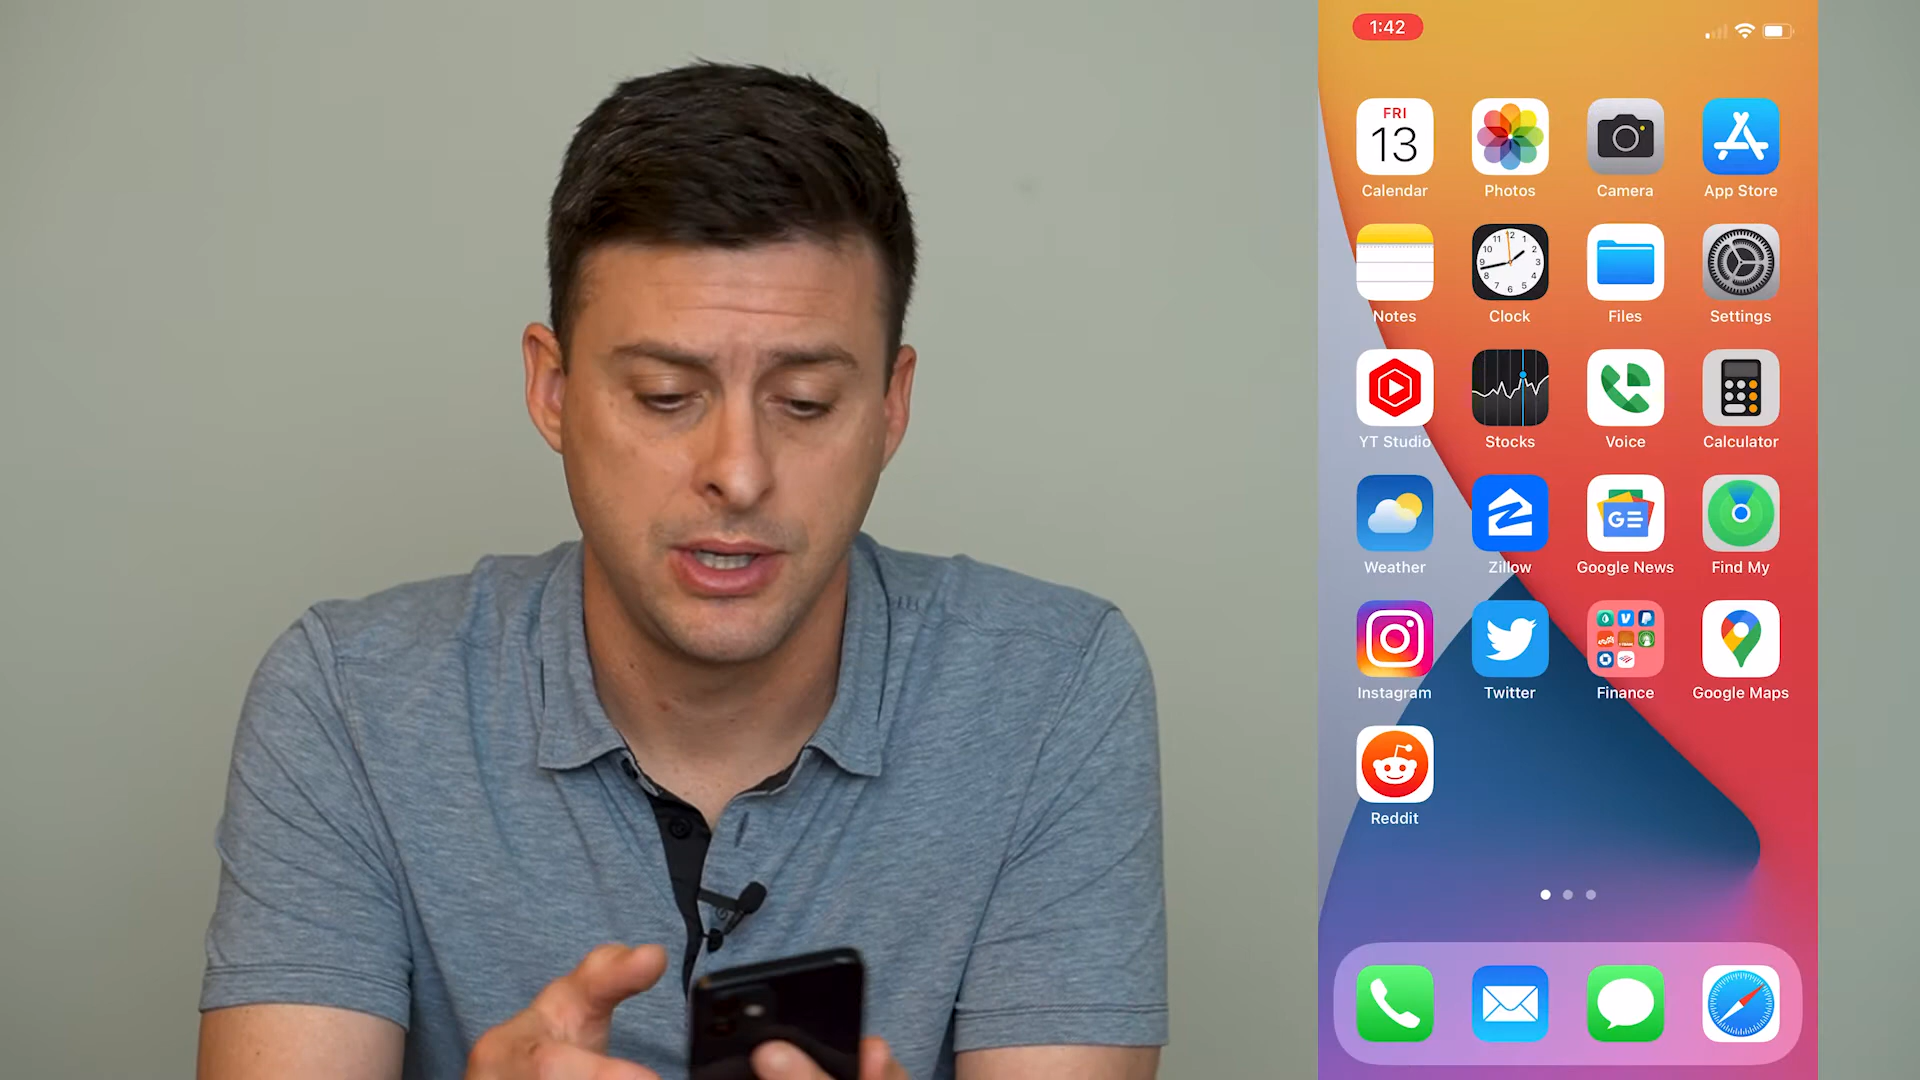 1:42
FRI
13
Calendar
Photos
Camera
App Store
Notes
Clock
Files
Settings
YT Studio
Stocks
Voice
Calculator
Weather
Zillow
GE
Google News
Find My
Instagram
Twitter
Finance
Google Maps
Reddit